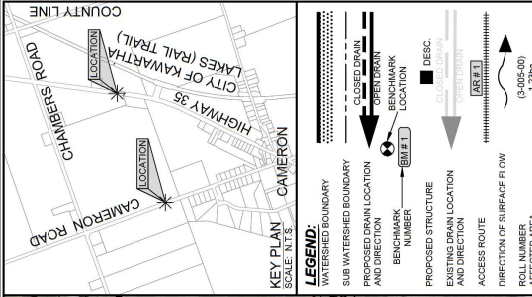 COUNTY LINE
CHAMBERS ROAD
LOCATION
CITY OF KAWARTHA
LAKES (RAIL TRAIL)
HIGHWAY 35
LOCATION
CAMERON ROAD
CAMERON
KEY PLAN
SCALE: N.T.S.
LEGEND:
WATERSHED BOUNDARY
SUB WATERSHED BOUNDARY
PROPOSED DRAIN LOCATION
AND DIRECTION
CLOSED DRAIN
OPEN DRAIN
BENCHMARK
NUMBER
BM # 1
BENCHMARK
LOCATION
PROPOSED STRUCTURE
DESC.
EXISTING DRAIN LOCATION
AND DIRECTION
CLOSED DRAIN
OPEN DRAIN
ACCESS ROUTE
AR # 1
DIRECTION OF SURFACE FLOW
ROLL NUMBER
(3-005-00)